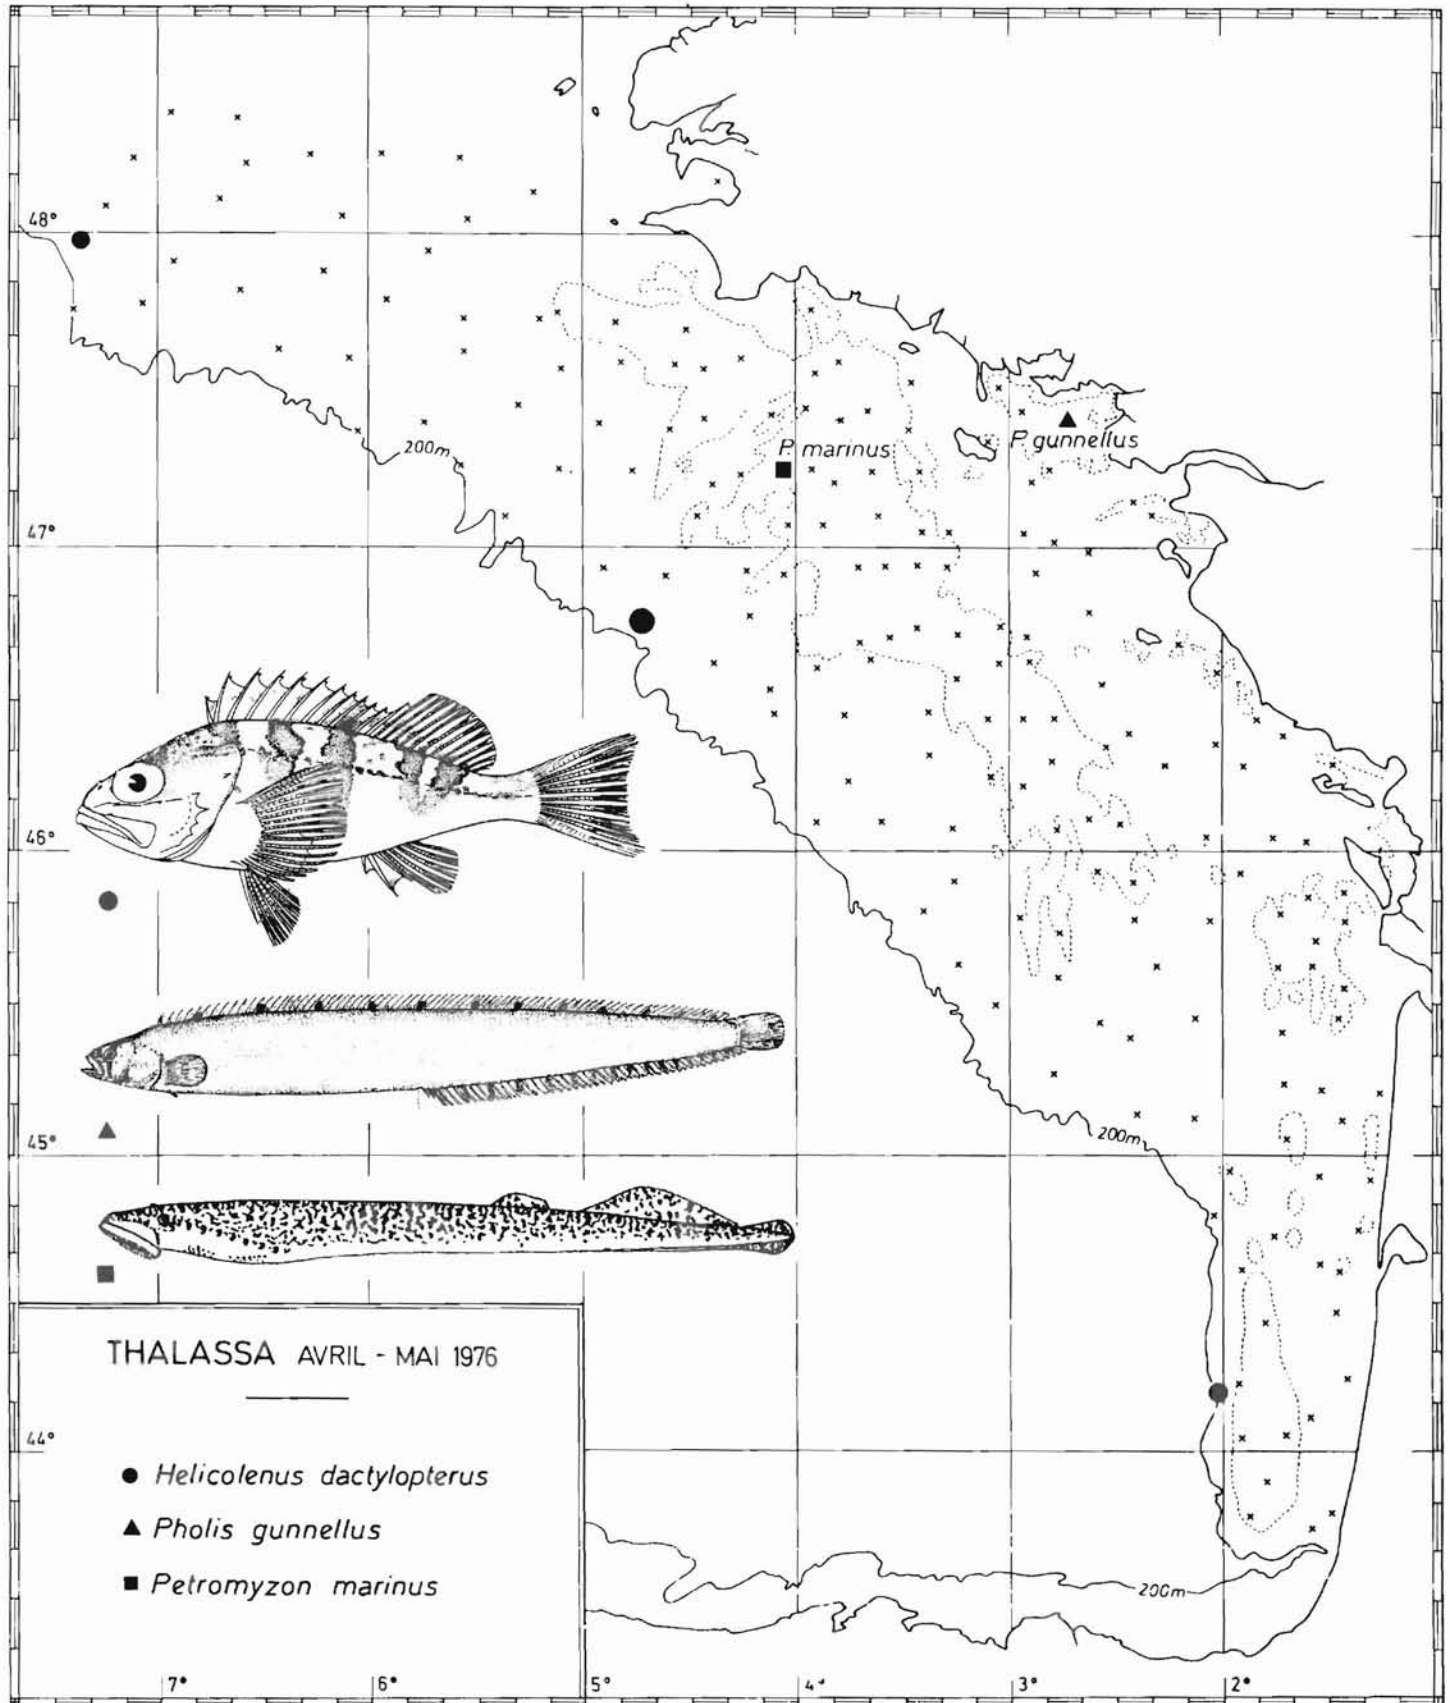 48°
200m
P. marinus
P. gunnellus
47°
46°
45°
200m
THALASSA AVRIL - MAI 1976
44°
● Helicolenus dactylopterus
▲ Pholis gunnellus
■ Petromyzon marinus
200m
7° 6° 5° 4° 3° 2°